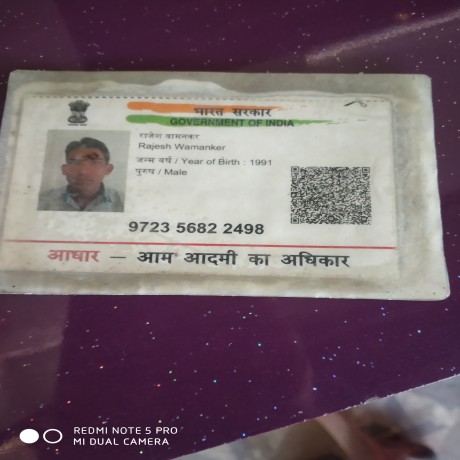 भारत सरकार
GOVERNMENT OF INDIA
राजेश वामनकर
Rajesh Wamanker
जन्म वर्ष / Year of Birth : 1991
पुरुष / Male
9723 5682 2498
आधार — आम आदमी का अधिकार
REDMI NOTE 5 PRO
MI DUAL CAMERA